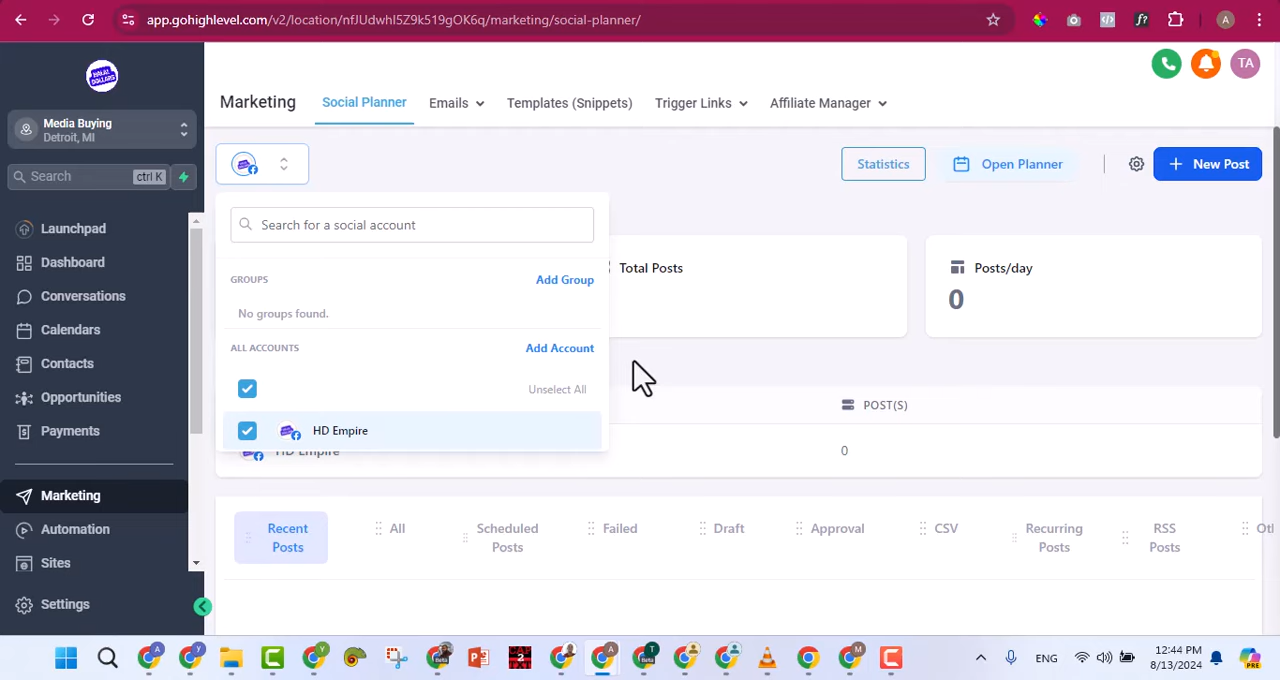 app.gohighlevel.com/v2/location/nfJUdwhI5Z9k519gOK6q/marketing/social-planner/
A
HALAL DOLLARS
TA
Marketing
Social Planner
Emails
Templates (Snippets)
Trigger Links
Affiliate Manager
Media Buying
Detroit, MI
Search
ctrl K
Statistics
Open Planner
+ New Post
Search for a social account
Launchpad
Dashboard
Conversations
Calendars
Contacts
Opportunities
Payments
Marketing
Automation
Sites
Settings
GROUPS
Add Group
No groups found.
ALL ACCOUNTS
Add Account
Unselect All
HD Empire
HD Empire
Total Posts
Posts/day
0
POST(S)
0
Recent Posts
All
Scheduled Posts
Failed
Draft
Approval
CSV
Recurring Posts
RSS Posts
Ot
ENG
12:44 PM
8/13/2024